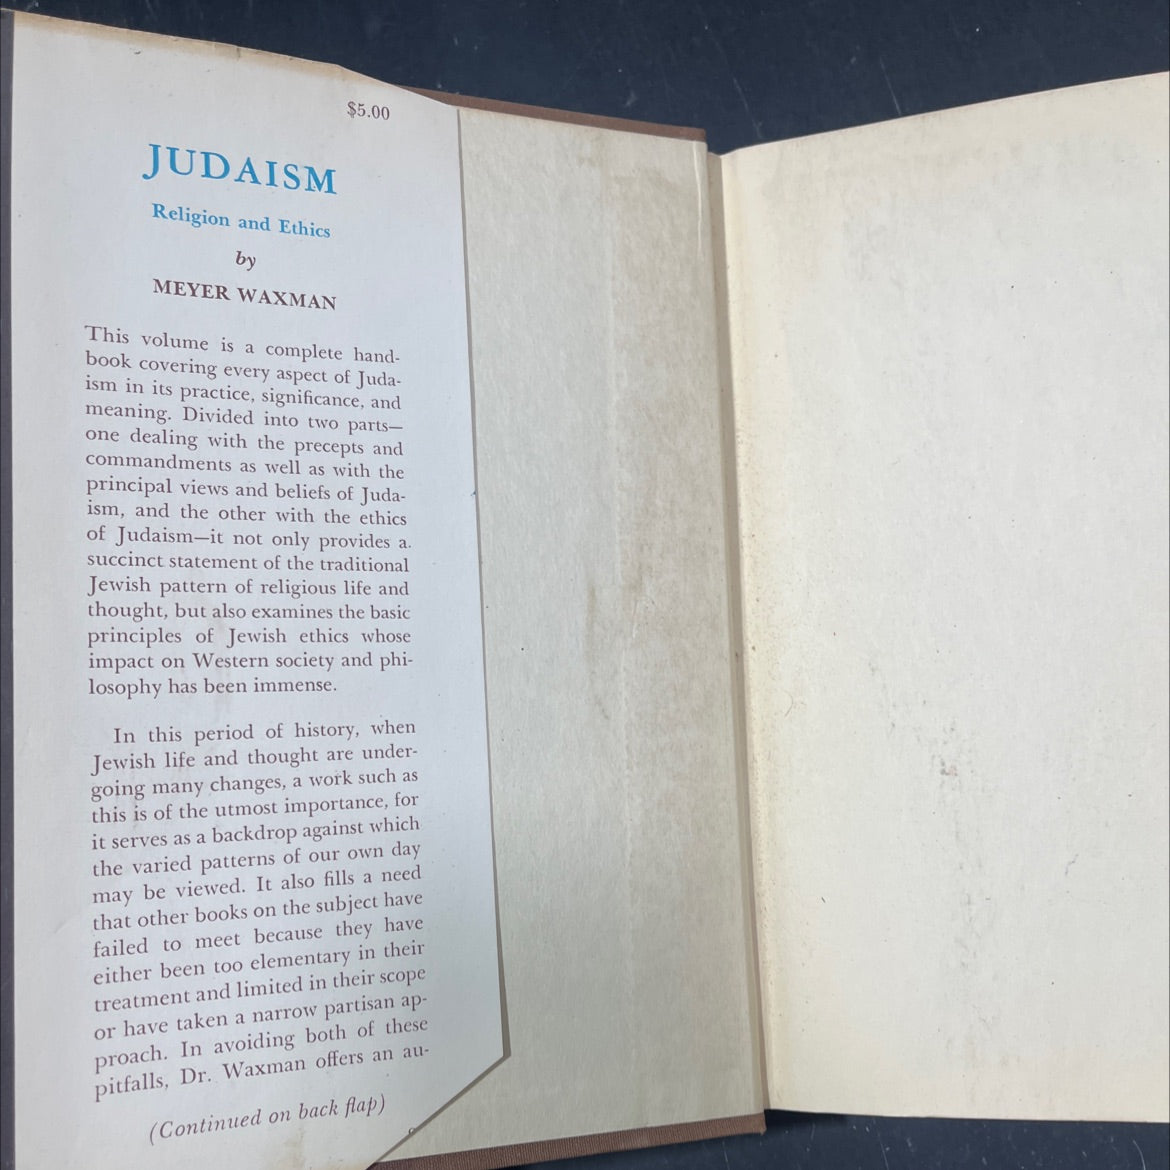 $5.00
JUDAISM
Religion and Ethics
by
MEYER WAXMAN
This volume is a complete hand-
book covering every aspect of Juda-
ism in its practice, significance, and
meaning. Divided into two parts—
one dealing with the precepts and
commandments as well as with the
principal views and beliefs of Juda-
ism, and the other with the ethics
of Judaism—it not only provides a
succinct statement of the traditional
Jewish pattern of religious life and
thought, but also examines the basic
principles of Jewish ethics whose
impact on Western society and phi-
losophy has been immense.
In this period of history, when
Jewish life and thought are under-
going many changes, a work such as
this is of the utmost importance, for
it serves as a backdrop against which
the varied patterns of our own day
may be viewed. It also fills a need
that other books on the subject have
failed to meet because they have
either been too elementary in their
treatment and limited in their scope
or have taken a narrow partisan ap-
proach. In avoiding both of these
pitfalls, Dr. Waxman offers an au-
(Continued on back flap)